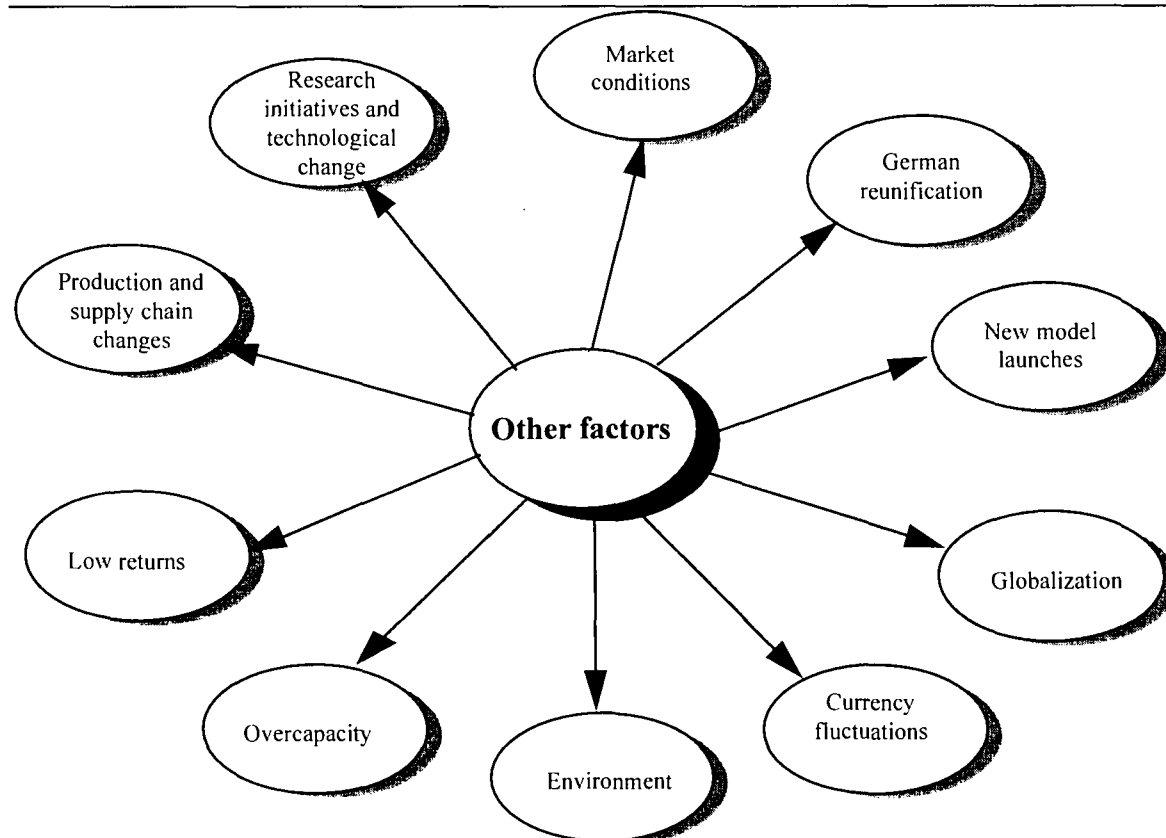 Market
conditions
Research
initiatives and
technological
change
German
reunification
Production and
supply chain
changes
New model
launches
Other factors
Low returns
Globalization
Overcapacity
Currency
fluctuations
Environment